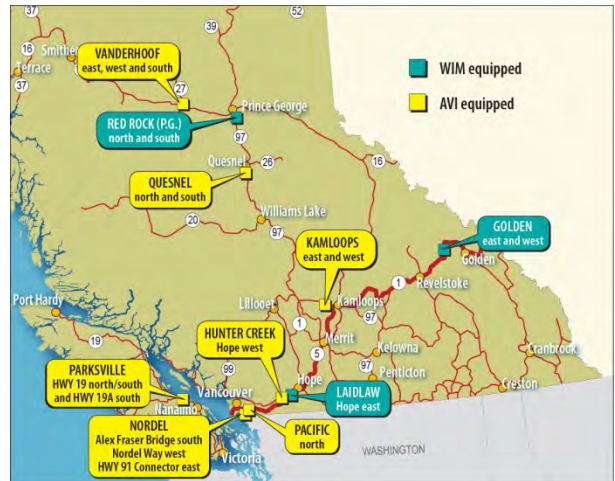 37
52
39
16
Smither
VANDERHOOF
east, west and south
Terrace
37
27
Prince George
RED ROCK (P.G.)
north and south
97
WIM equipped
AVI equipped
16
Quesnel
26
QUESNEL
north and south
Williams Lake
20
97
GOLDEN
east and west
Golden
KAMLOOPS
east and west
1
Revelstoke
Port Hardy
Lillooet
Kamloops
97
1
19
HUNTER CREEK
Hope west
Merrit
5
Kelowna
Cranbrook
PARKSVILLE
HWY 19 north/south
and HWY 19A south
99
Vancouver
Hope
97
Penticton
Creston
LAIDLAW
Hope east
Nanaimo
NORDEL
Alex Fraser Bridge south
Nordel Way west
HWY 91 Connector east
PACIFIC
north
Victoria
WASHINGTON